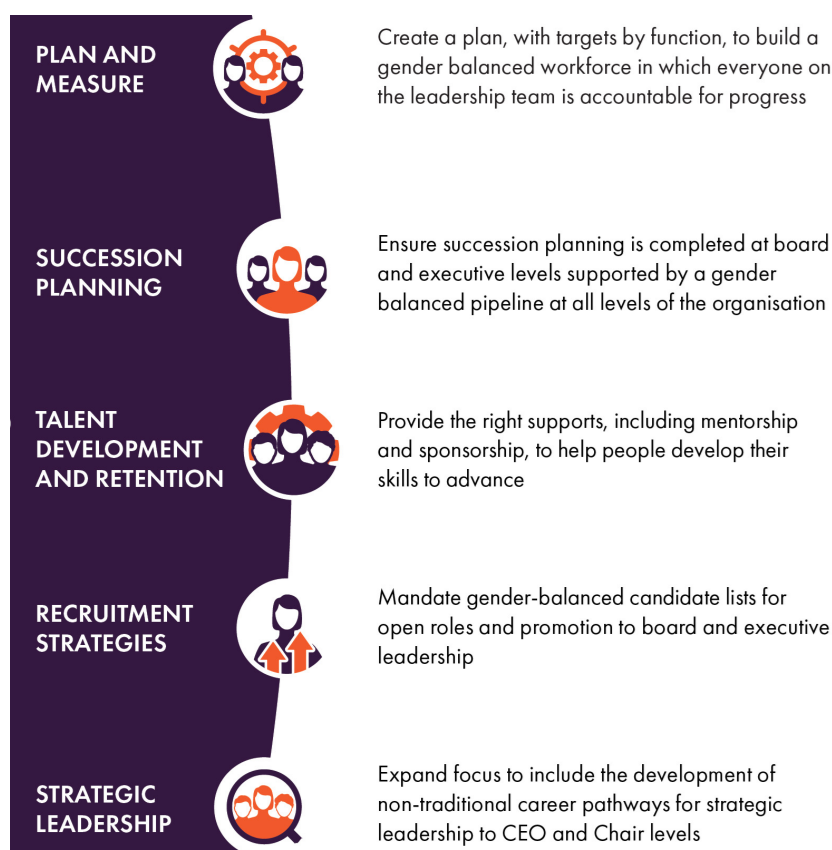 PLAN AND
MEASURE
Create a plan, with targets by function, to build a
gender balanced workforce in which everyone on
the leadership team is accountable for progress
SUCCESSION
PLANNING
Ensure succession planning is completed at board
and executive levels supported by a gender
balanced pipeline at all levels of the organisation
TALENT
DEVELOPMENT
AND RETENTION
Provide the right supports, including mentorship
and sponsorship, to help people develop their
skills to advance
RECRUITMENT
STRATEGIES
Mandate gender-balanced candidate lists for
open roles and promotion to board and executive
leadership
STRATEGIC
LEADERSHIP
Expand focus to include the development of
non-traditional career pathways for strategic
leadership to CEO and Chair levels